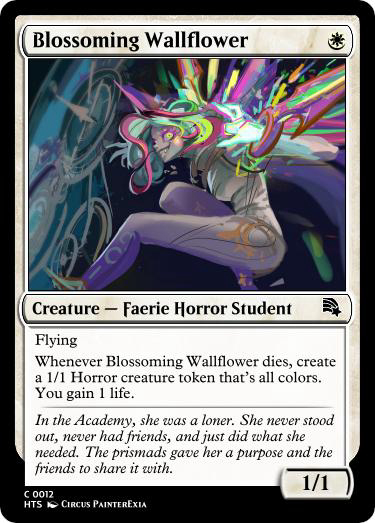 Blossoming Wallflower
Creature — Faerie Horror Student
Flying
Whenever Blossoming Wallflower dies, create
a 1/1 Horror creature token that's all colors.
You gain 1 life.
In the Academy, she was a loner. She never stood
out, never had friends, and just did what she
needed. The prismads gave her a purpose and the
friends to share it with.
1/1
C 0012
HTS Circus PainterExia